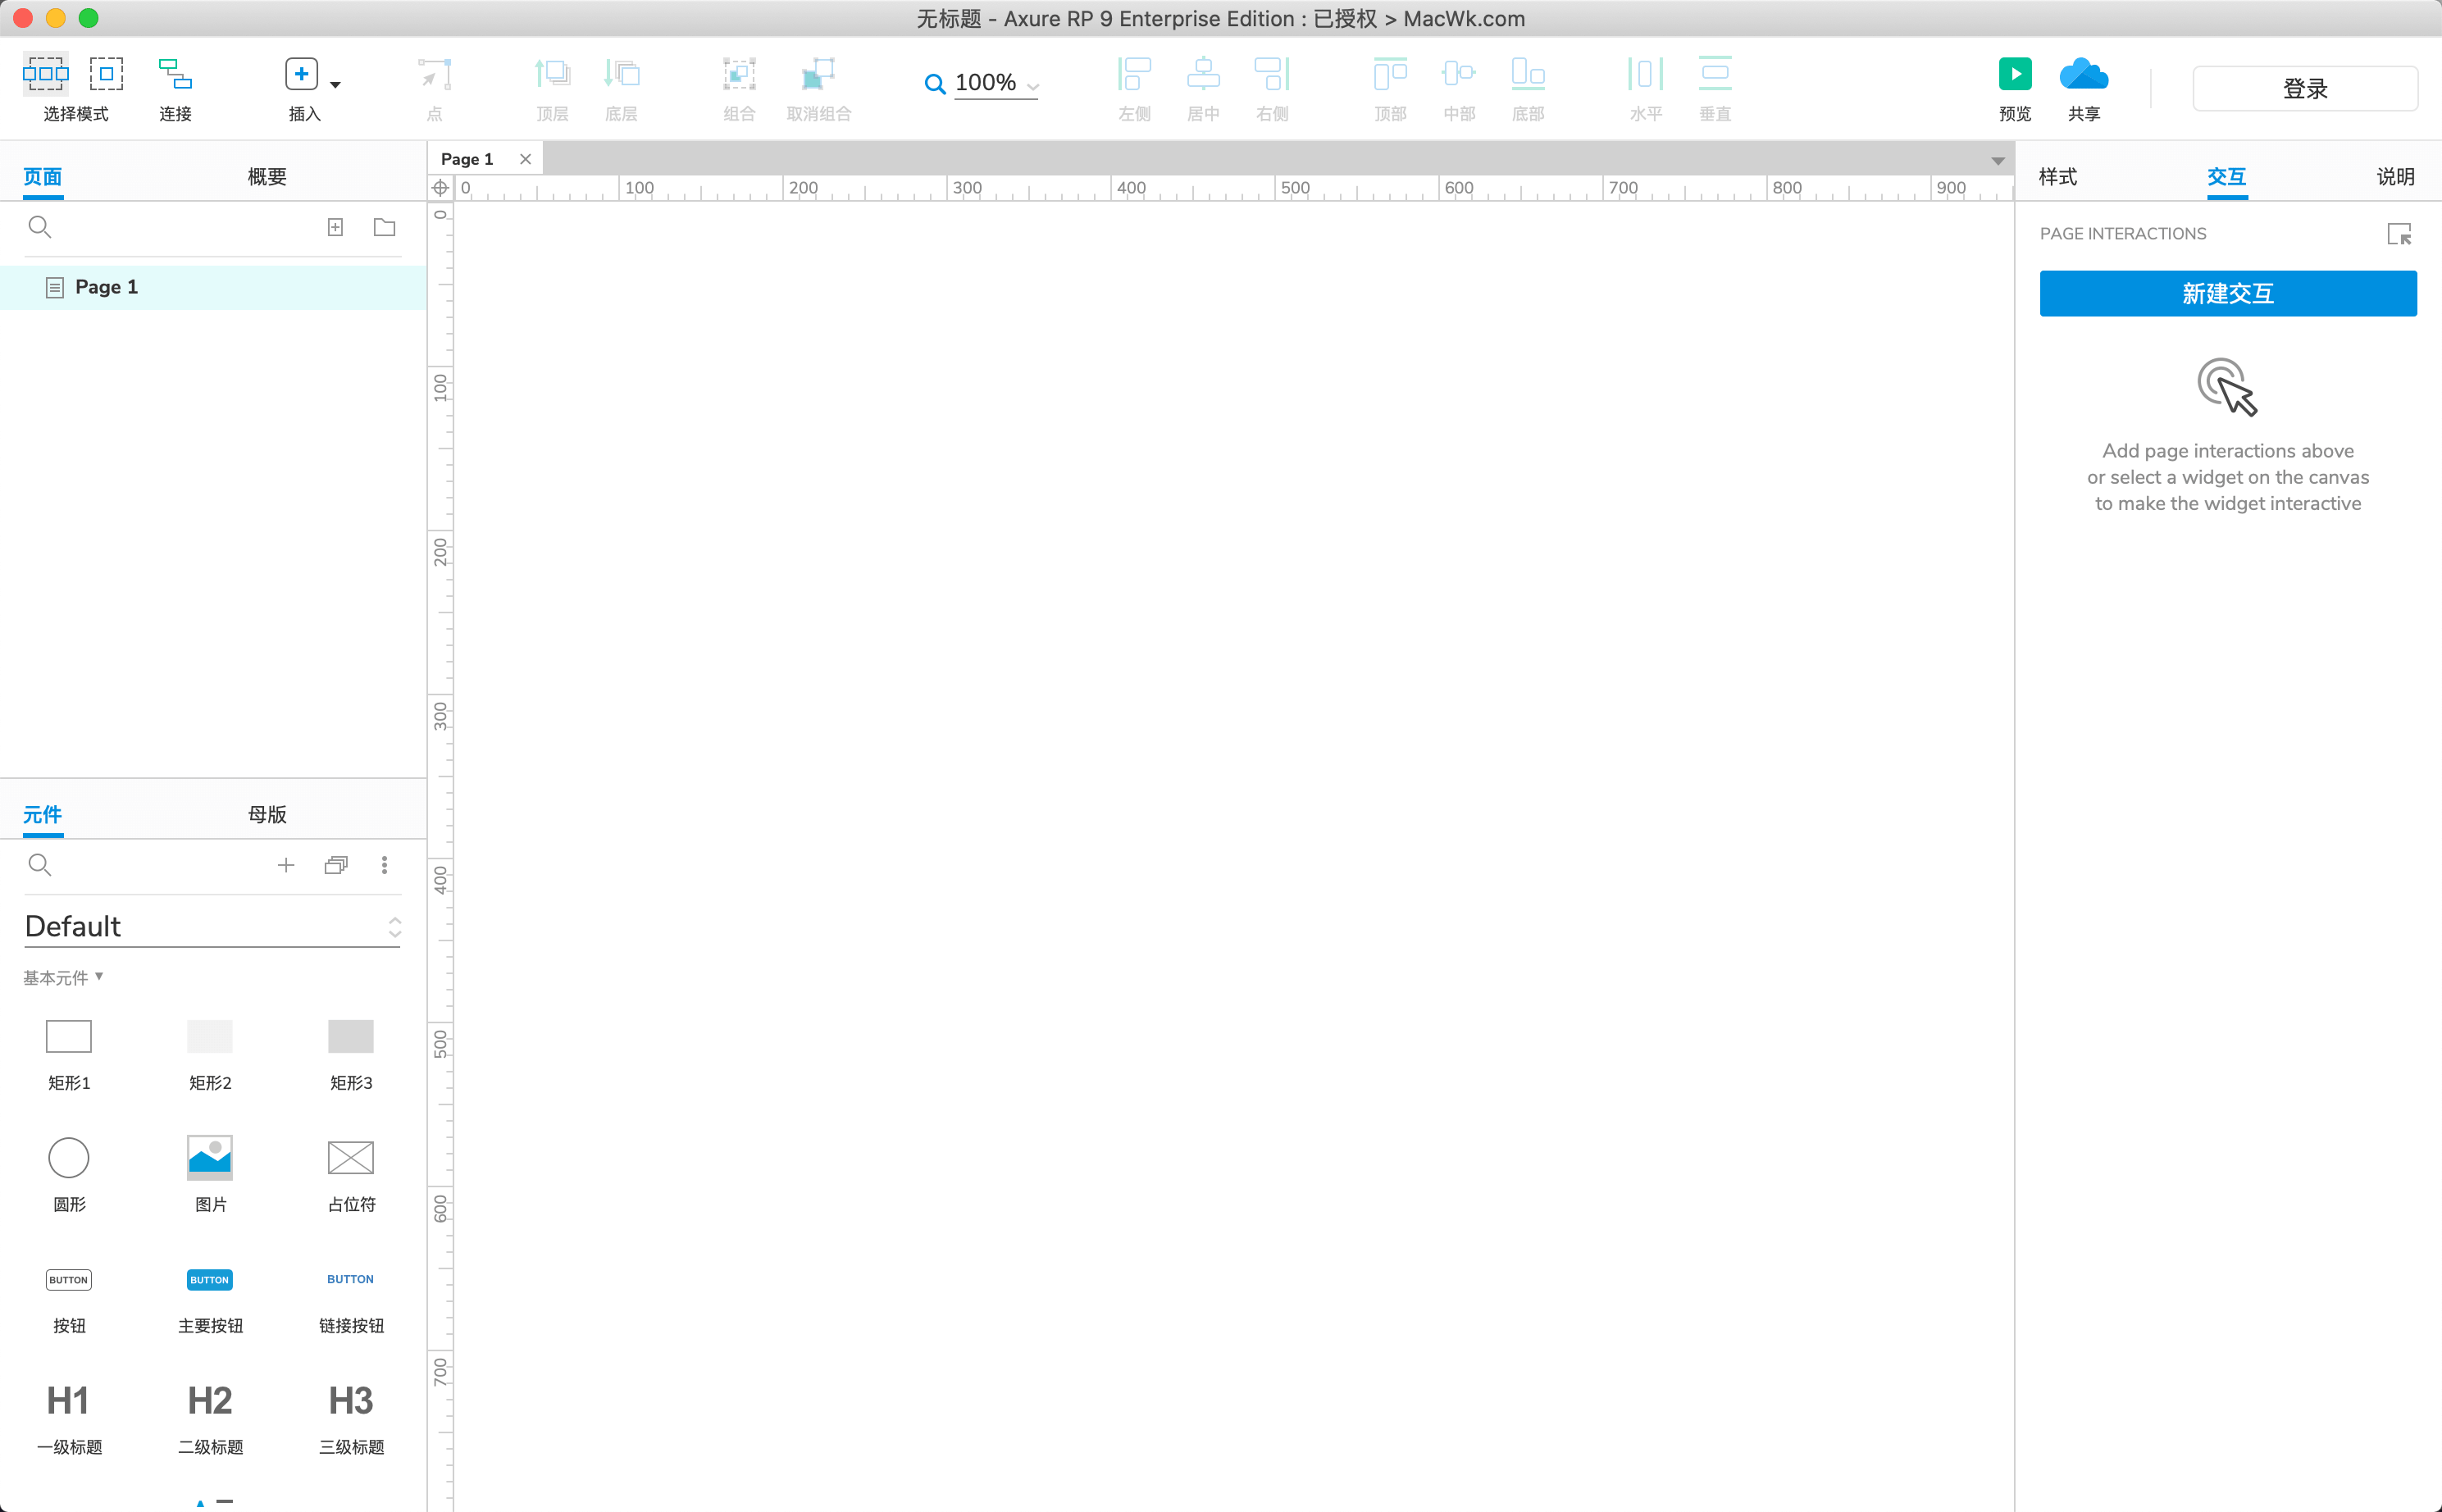 无标题 - Axure RP 9 Enterprise Edition : 已授权 > MacWk.com
选择模式
连接
插入
点
顶层
底层
组合
取消组合
100%
左侧
居中
右侧
顶部
中部
底部
水平
垂直
预览
共享
登录
页面
概要
Page 1
Page 1
0 100 200 300 400 500 600 700 800 900
0
100
200
300
400
500
600
700
样式
交互
说明
PAGE INTERACTIONS
新建交互
Add page interactions above
or select a widget on the canvas
to make the widget interactive
元件
母版
Default
基本元件
矩形1
矩形2
矩形3
圆形
图片
占位符
BUTTON
BUTTON
BUTTON
按钮
主要按钮
链接按钮
H1
H2
H3
一级标题
二级标题
三级标题